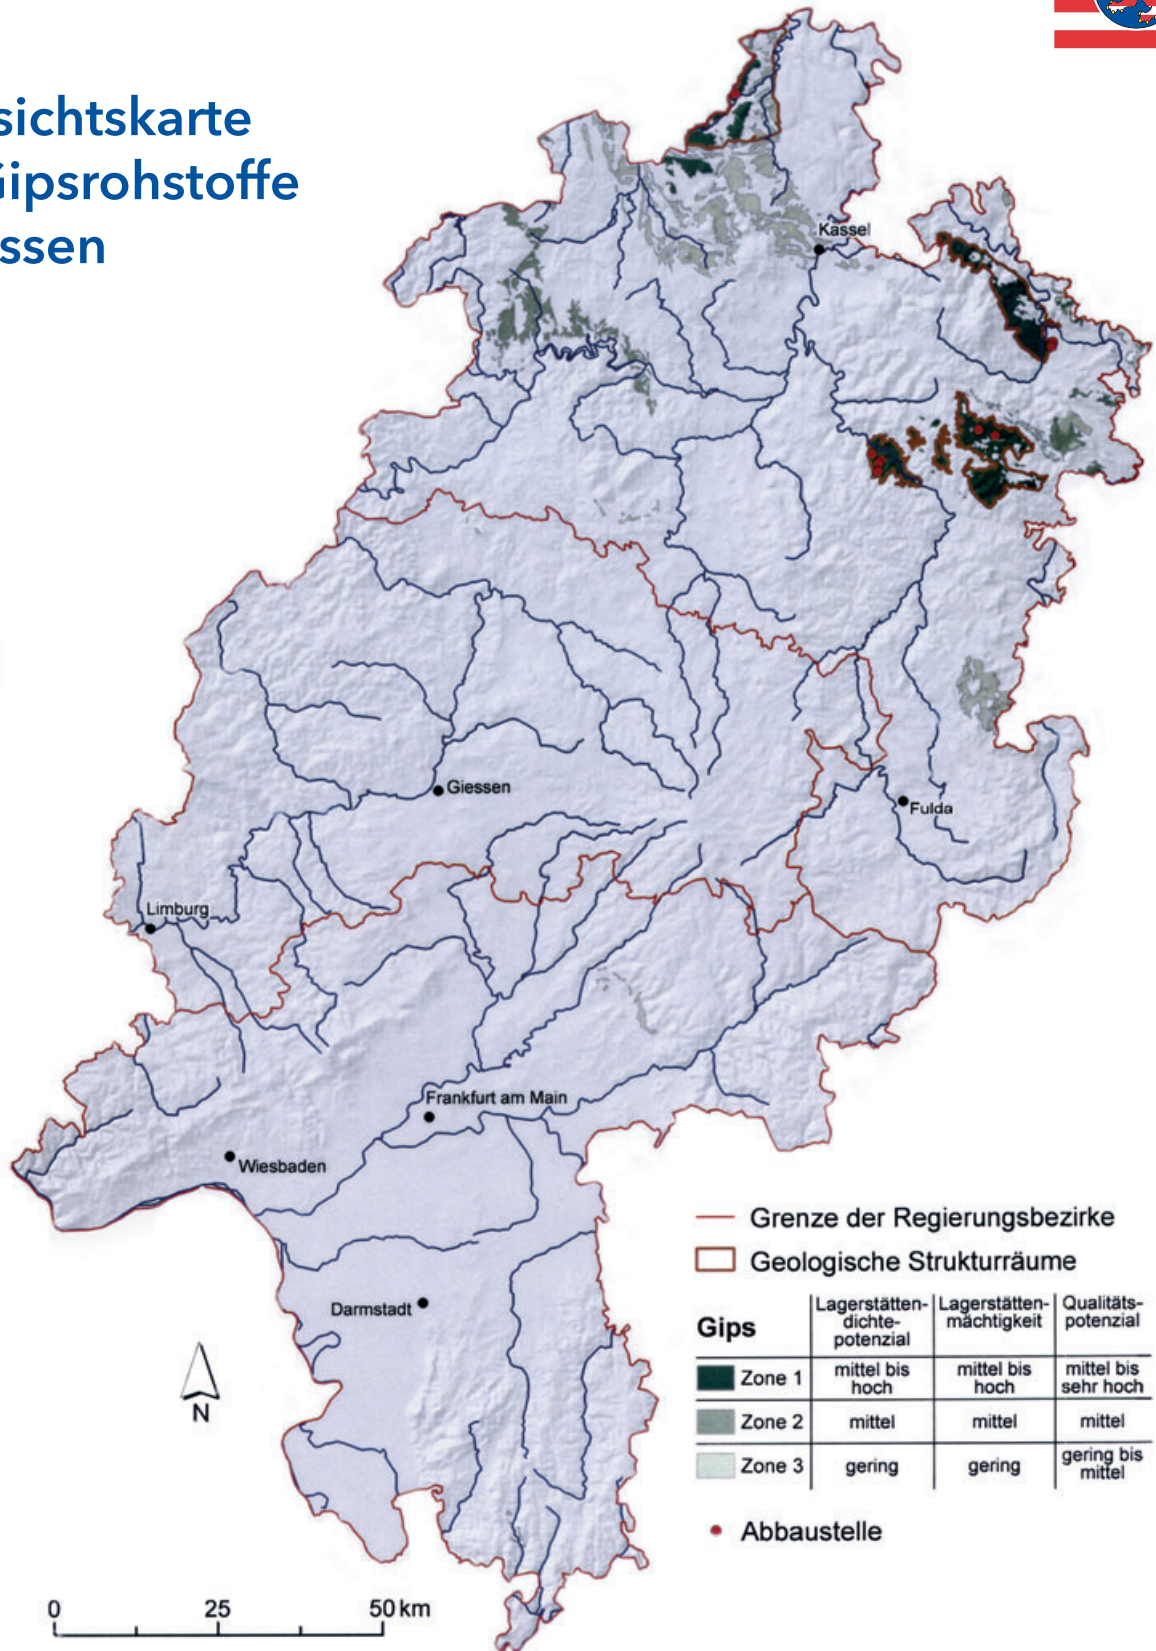 sichtskarte
Gipsrohstoffe
ssen
Kassel
Giessen
Fulda
Limburg
Frankfurt am Main
Wiesbaden
Darmstadt
N
Grenze der Regierungsbezirke
Geologische Strukturräume
Gips
Lagerstätten-
dichte-
potenzial
Lagerstätten-
mächtigkeit
Qualitäts-
potenzial
Zone 1
mittel bis
hoch
mittel bis
hoch
mittel bis
sehr hoch
Zone 2
mittel
mittel
mittel
Zone 3
gering
gering
gering bis
mittel
Abbaustelle
0 25 50 km